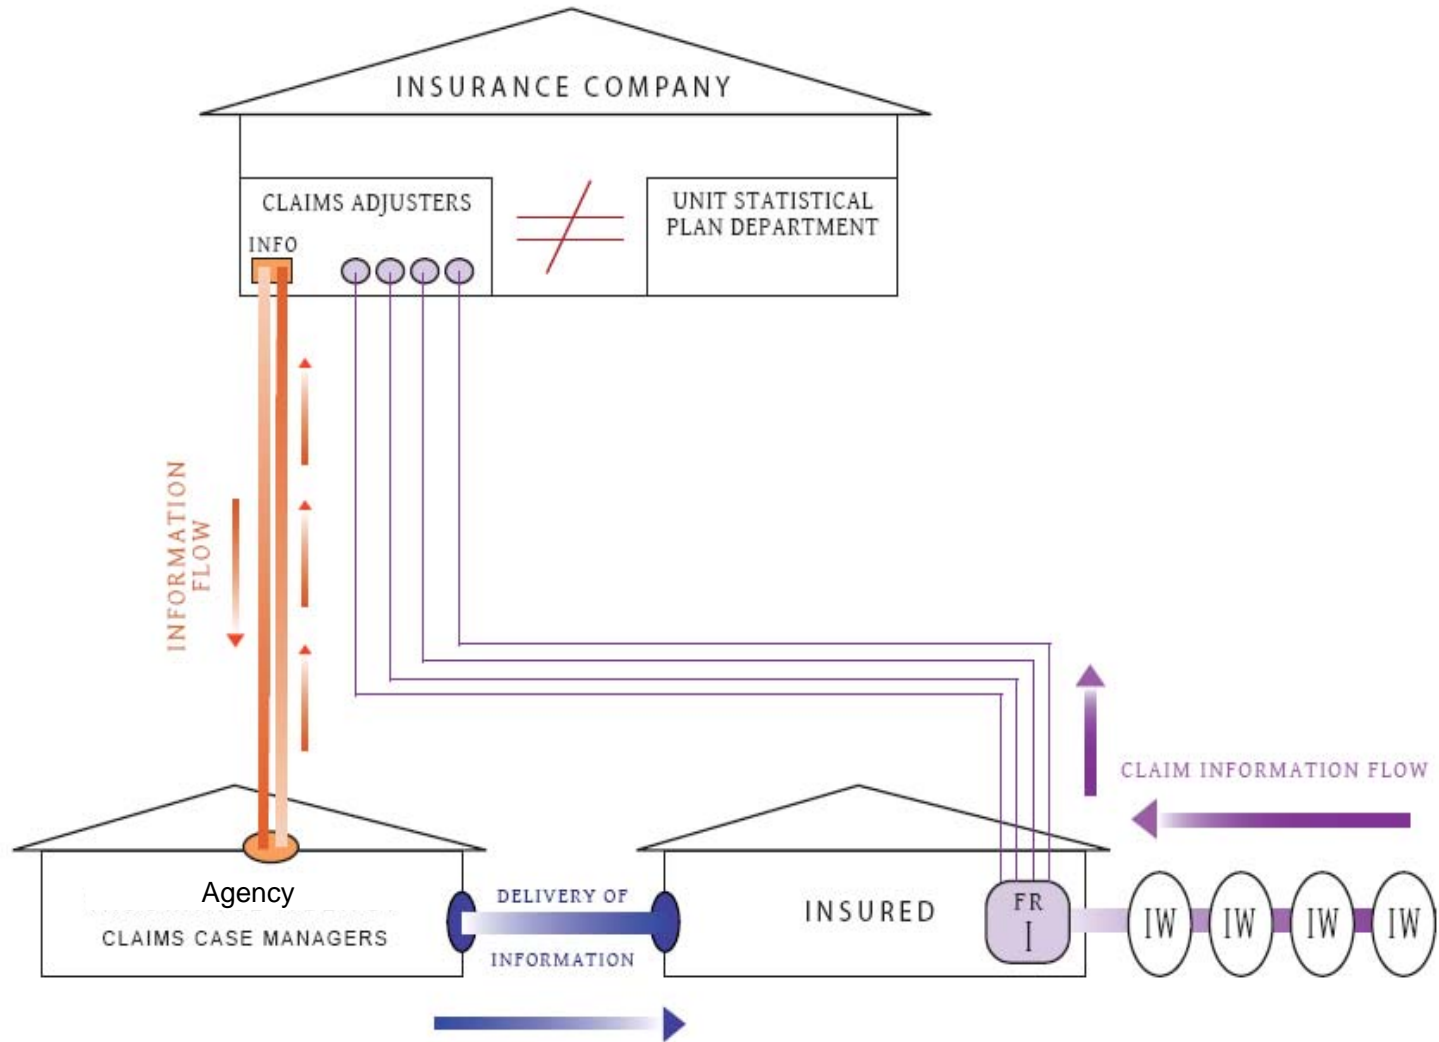 INSURANCE COMPANY
CLAIMS ADJUSTERS
INFO
UNIT STATISTICAL
PLAN DEPARTMENT
INFORMATION
FLOW
CLAIM INFORMATION FLOW
Agency
CLAIMS CASE MANAGERS
DELIVERY OF
INFORMATION
INSURED
FR
I
IW
IW
IW
IW